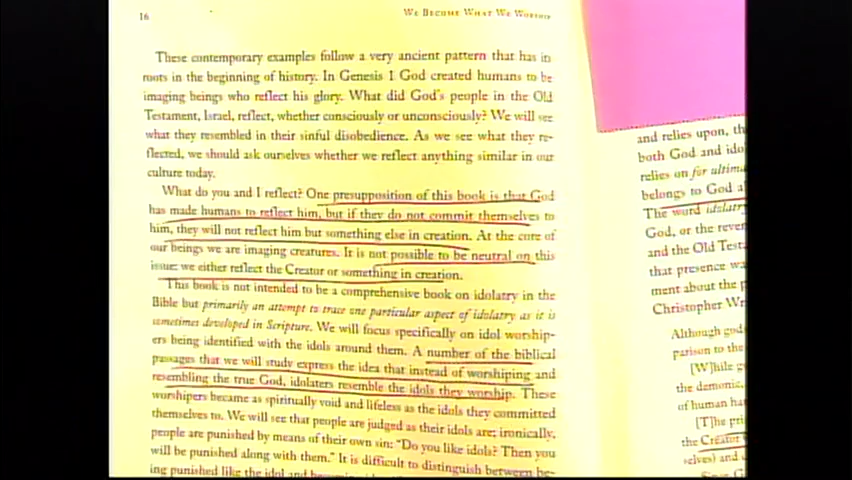 16
WE BECOME WHAT WE WORSHIP
These contemporary examples follow a very ancient pattern that has its
roots in the beginning of history. In Genesis 1 God created humans to be
imaging beings who reflect his glory. What did God's people in the Old
Testament, Israel, reflect, whether consciously or unconsciously? We will see
what they resembled in their sinful disobedience. As we see what they re-
flected, we should ask ourselves whether we reflect anything similar in our
culture today.
What do you and I reflect? One presupposition of this book is that God
has made humans to reflect him, but if they do not commit themselves to
him, they will not reflect him but something else in creation. At the core of
our beings we are imaging creatures. It is not possible to be neutral on this
issue: we either reflect the Creator or something in creation.
This book is not intended to be a comprehensive book on idolatry in the
Bible but primarily an attempt to trace one particular aspect of idolatry as it is
sometimes developed in Scripture. We will focus specifically on idol worship-
ers being identified with the idols around them. A number of the biblical
passages that we will study express the idea that instead of worshiping and
resembling the true God, idolaters resemble the idols they worship. These
worshipers became as spiritually void and lifeless as the idols they committed
themselves to. We will see that people are judged as their idols are; ironically,
people are punished by means of their own sin: "Do you like idols? Then you
will be punished along with them." It is difficult to distinguish between be-
ing punished like the idol and
and relies upon, th
both God and idol
relies on for ultima
belongs to God a
The word idolatry
God, or the rever
and the Old Test
that presence wa
ment about the p
Christopher Wr
Although god
parison to the
[W]hile g
the demonic,
of human ha
[T]he pri
the Creator
selves) and